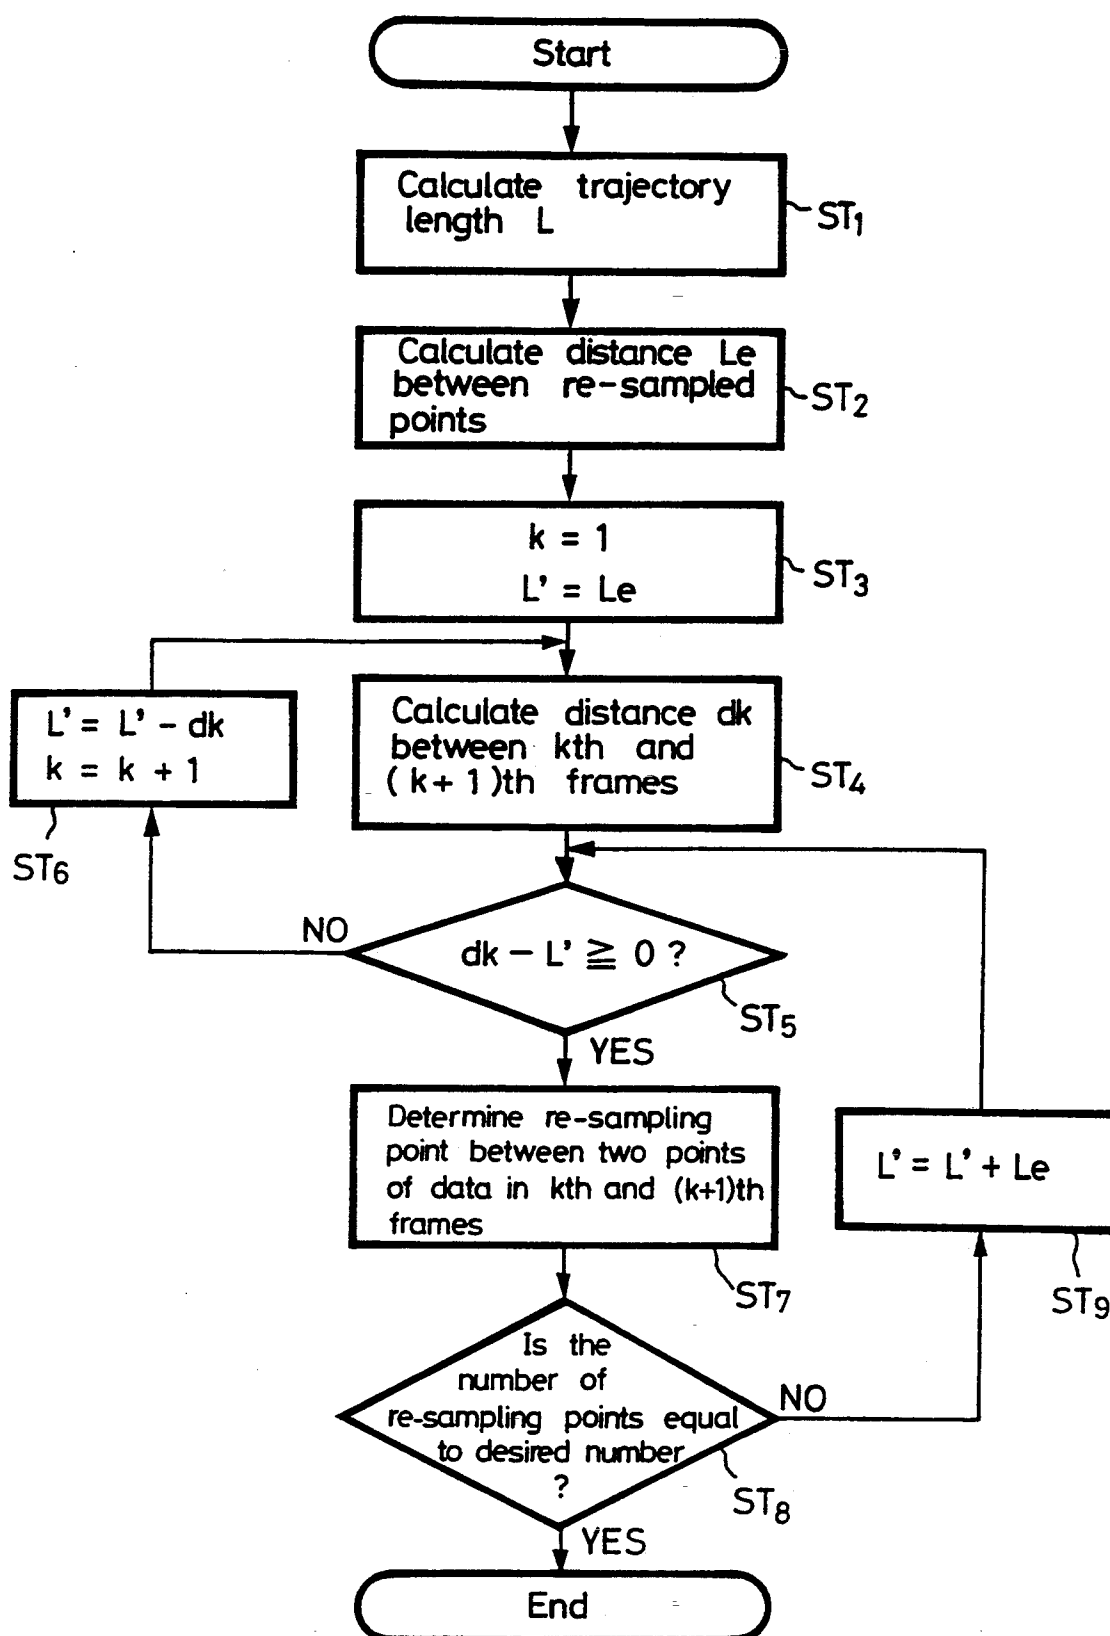 Start
Calculate trajectory
length L
ST1
Calculate distance Le
between re-sampled
points
ST2
k = 1
L' = Le
ST3
L' = L' - dk
k = k + 1
ST6
Calculate distance dk
between kth and
(k+1)th frames
ST4
NO
dk - L' ≧ 0 ?
ST5
YES
Determine re-sampling
point between two points
of data in kth and (k+1)th
frames
ST7
L' = L' + Le
ST9
Is the
number of
re-sampling points equal
to desired number
?
NO
ST8
YES
End